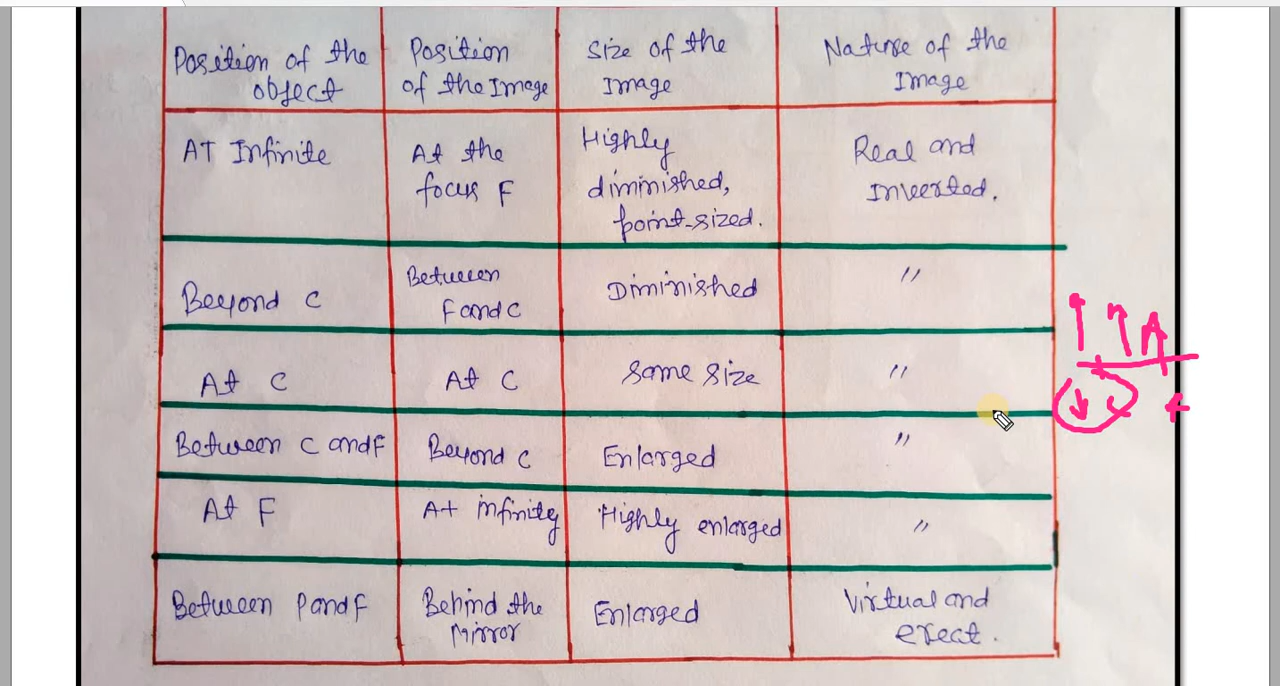 Position of the
object
Position
of the Image
Size of the
Image
Nature of the
Image
AT Infinite
At the
focus F
Highly
diminished,
point-sized.
Real and
Inverted.
Beyond C
Between
F and C
Diminished
"
At C
At C
Same size
"
Between C and F
Beyond C
Enlarged
"
At F
At infinity
Highly enlarged
"
Between P and F
Behind the
Mirror
Enlarged
Virtual and
erect.